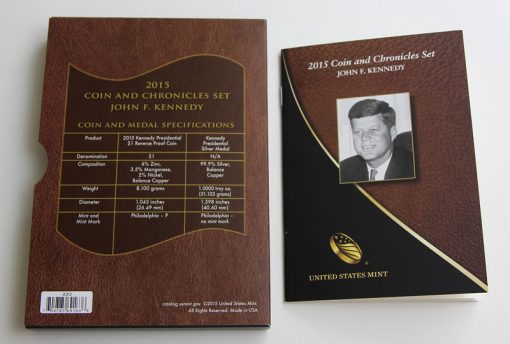 2015
COIN AND CHRONICLES SET
JOHN F. KENNEDY
COIN AND MEDAL SPECIFICATIONS
Product 2015 Kennedy Presidential $1 Reverse Proof Coin Kennedy Presidential Silver Medal
Denomination $1 N/A
Composition 6% Zinc, 3.5% Manganese, 2% Nickel, Balance Copper 99.9% Silver, Balance Copper
Weight 8.100 grams 1.0000 troy oz. (31.103 grams)
Diameter 1.043 inches (26.49 mm) 1.598 inches (40.60 mm)
Mint and Mint Mark Philadelphia – P Philadelphia – no mint mark
AX3
catalog.usmint.gov ©2015 United States Mint.
All Rights Reserved. Made in USA
2015 Coin and Chronicles Set
JOHN F. KENNEDY
UNITED STATES MINT